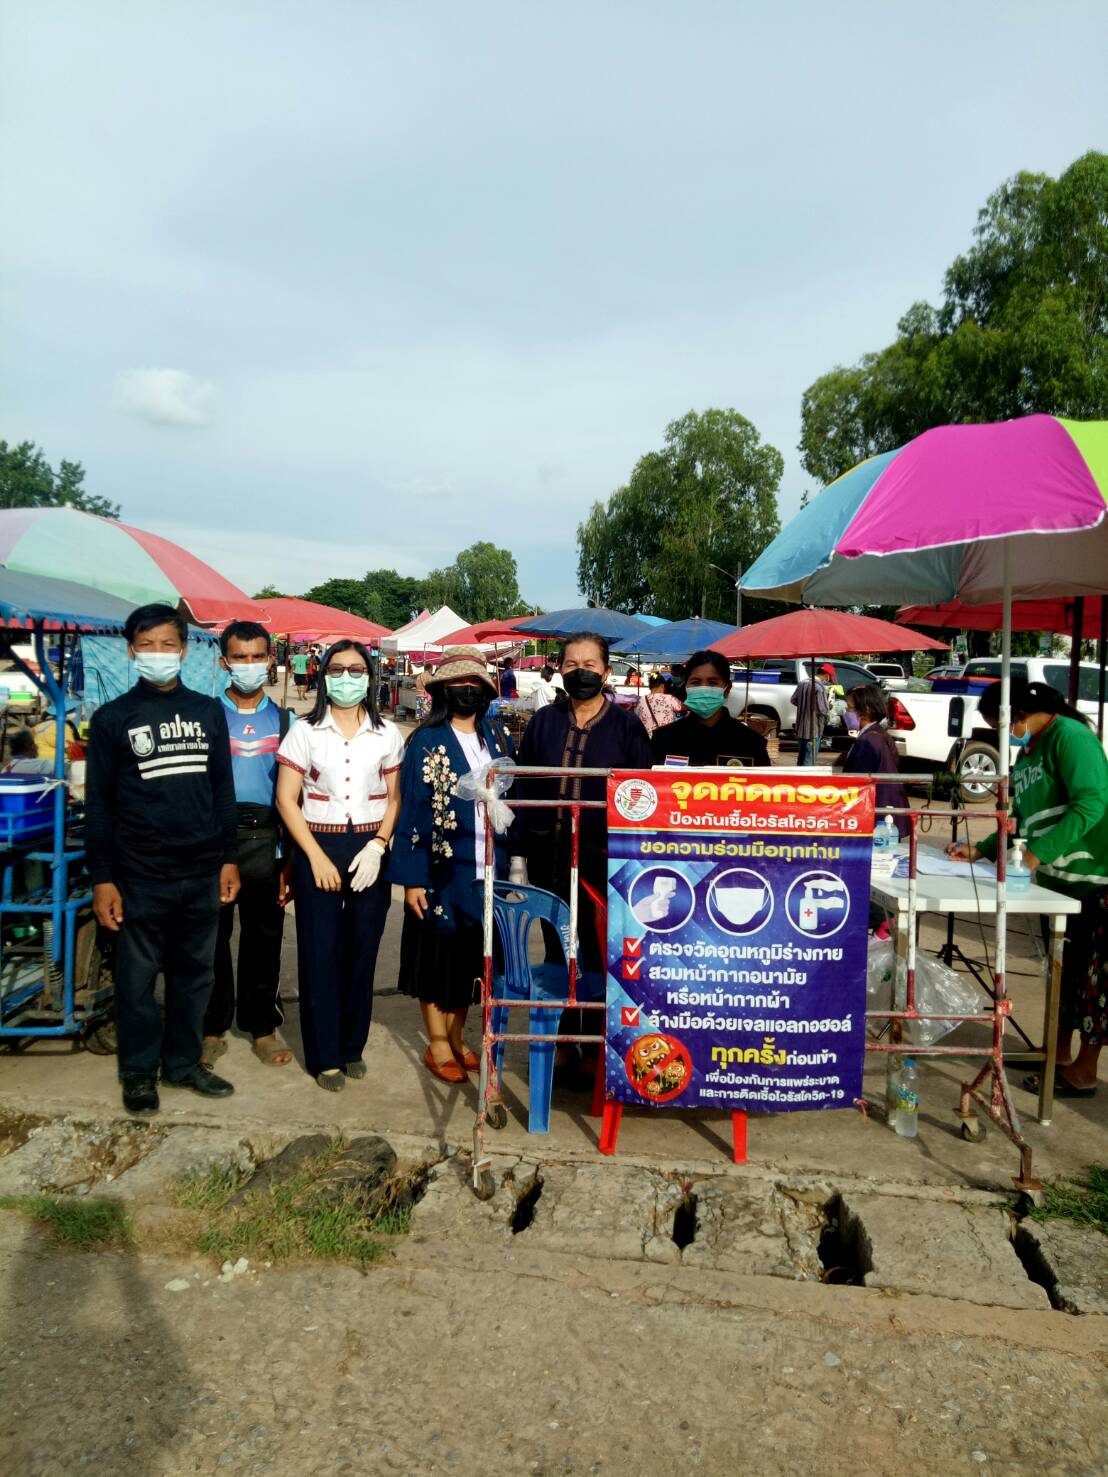 อปพร.
จุดคัดกรอง
ป้องกันเชื้อไวรัสโควิด-19
ขอความร่วมมือทุกท่าน
ตรวจวัดอุณหภูมิร่างกาย
สวมหน้ากากอนามัย
หรือหน้ากากผ้า
ล้างมือด้วยเจลแอลกอฮอล์
ทุกครั้งก่อนเข้า
เพื่อป้องกันการแพร่ระบาด
และการติดเชื้อไวรัสโควิด-19